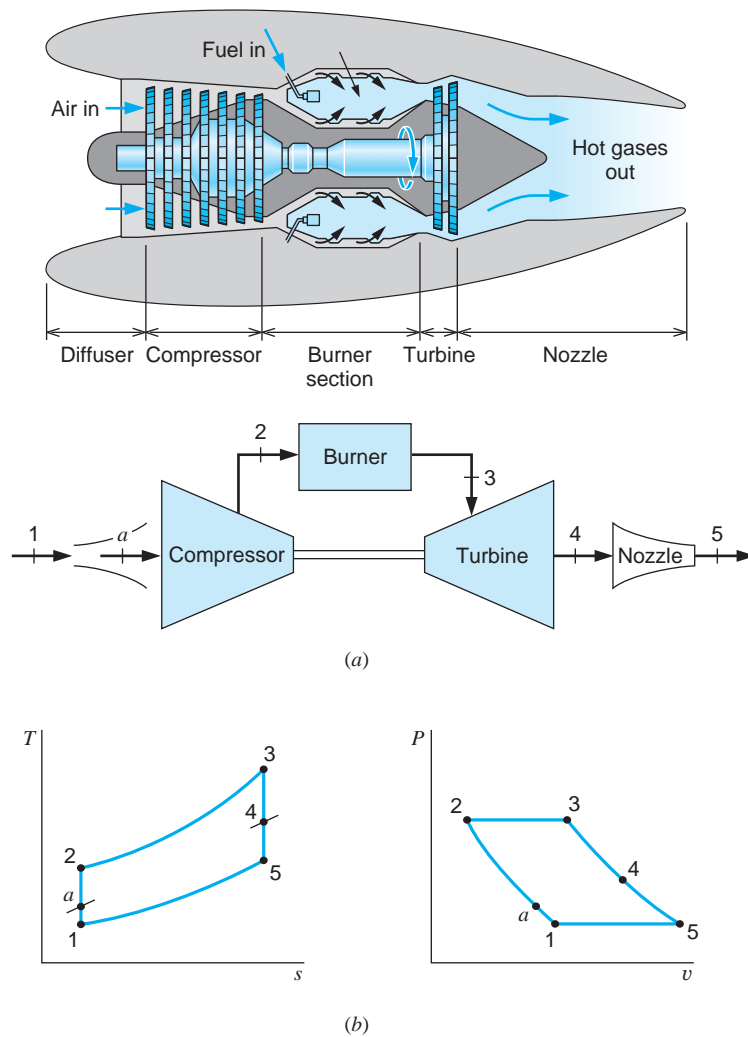 Fuel in
Air in
Hot gases
out
Diffuser Compressor Burner Turbine Nozzle
section
2 Burner 3
1 a Compressor Turbine 4 Nozzle 5
(a)
T P
3
4
2 5
a
1
s
2 3
4
a
1 5
v
(b)